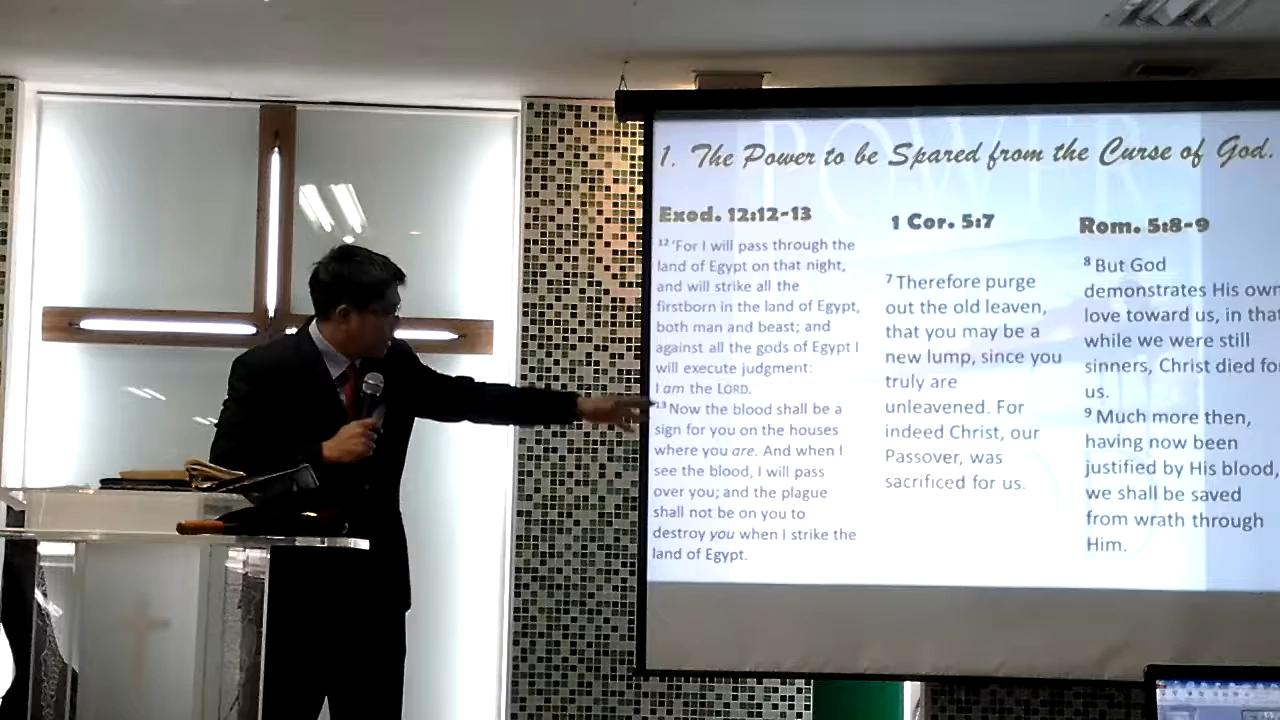 POWER
1. The Power to be Spared from the Curse of God.
Exod. 12:12-13
12 'For I will pass through the
land of Egypt on that night,
and will strike all the
firstborn in the land of Egypt,
both man and beast; and
against all the gods of Egypt I
will execute judgment:
I am the LORD.
13 Now the blood shall be a
sign for you on the houses
where you are. And when I
see the blood, I will pass
over you; and the plague
shall not be on you to
destroy you when I strike the
land of Egypt.
1 Cor. 5:7
7 Therefore purge
out the old leaven,
that you may be a
new lump, since you
truly are
unleavened. For
indeed Christ, our
Passover, was
sacrificed for us.
Rom. 5:8-9
8 But God
demonstrates His own
love toward us, in that
while we were still
sinners, Christ died for
us.
9 Much more then,
having now been
justified by His blood,
we shall be saved
from wrath through
Him.